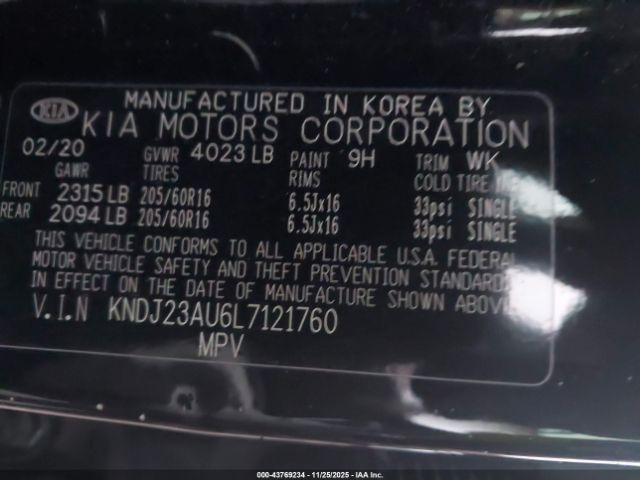 KIA MANUFACTURED IN KOREA BY
KIA MOTORS CORPORATION
02/20 GVWR 4023 LB PAINT 9H TRIM WK
GAWR TIRES RIMS COLD TIRE
FRONT 2315 LB 205/60R16 6.5Jx16 33psi SINGLE
REAR 2094 LB 205/60R16 6.5Jx16 33psi SINGLE
THIS VEHICLE CONFORMS TO ALL APPLICABLE U.S.A. FEDERAL
MOTOR VEHICLE SAFETY AND THEFT PREVENTION STANDARDS
IN EFFECT ON THE DATE OF MANUFACTURE SHOWN ABOVE
V.I.N KNDJ23AU6L7121760
MPV
000-43769234 - 11/25/2025 - IAA Inc.